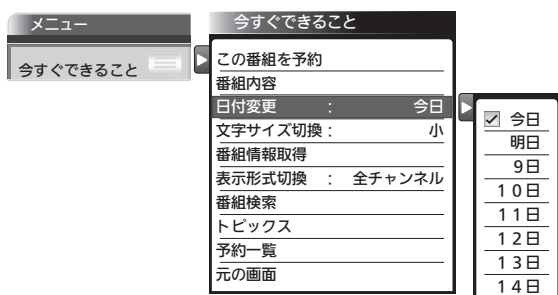 メニュー
今すぐできること
今すぐできること
この番組を予約
番組内容
日付変更 : 今日
文字サイズ切換 : 小
番組情報取得
表示形式切換 : 全チャンネル
番組検索
トピックス
予約一覧
元の画面
今日
明日
9日
10日
11日
12日
13日
14日